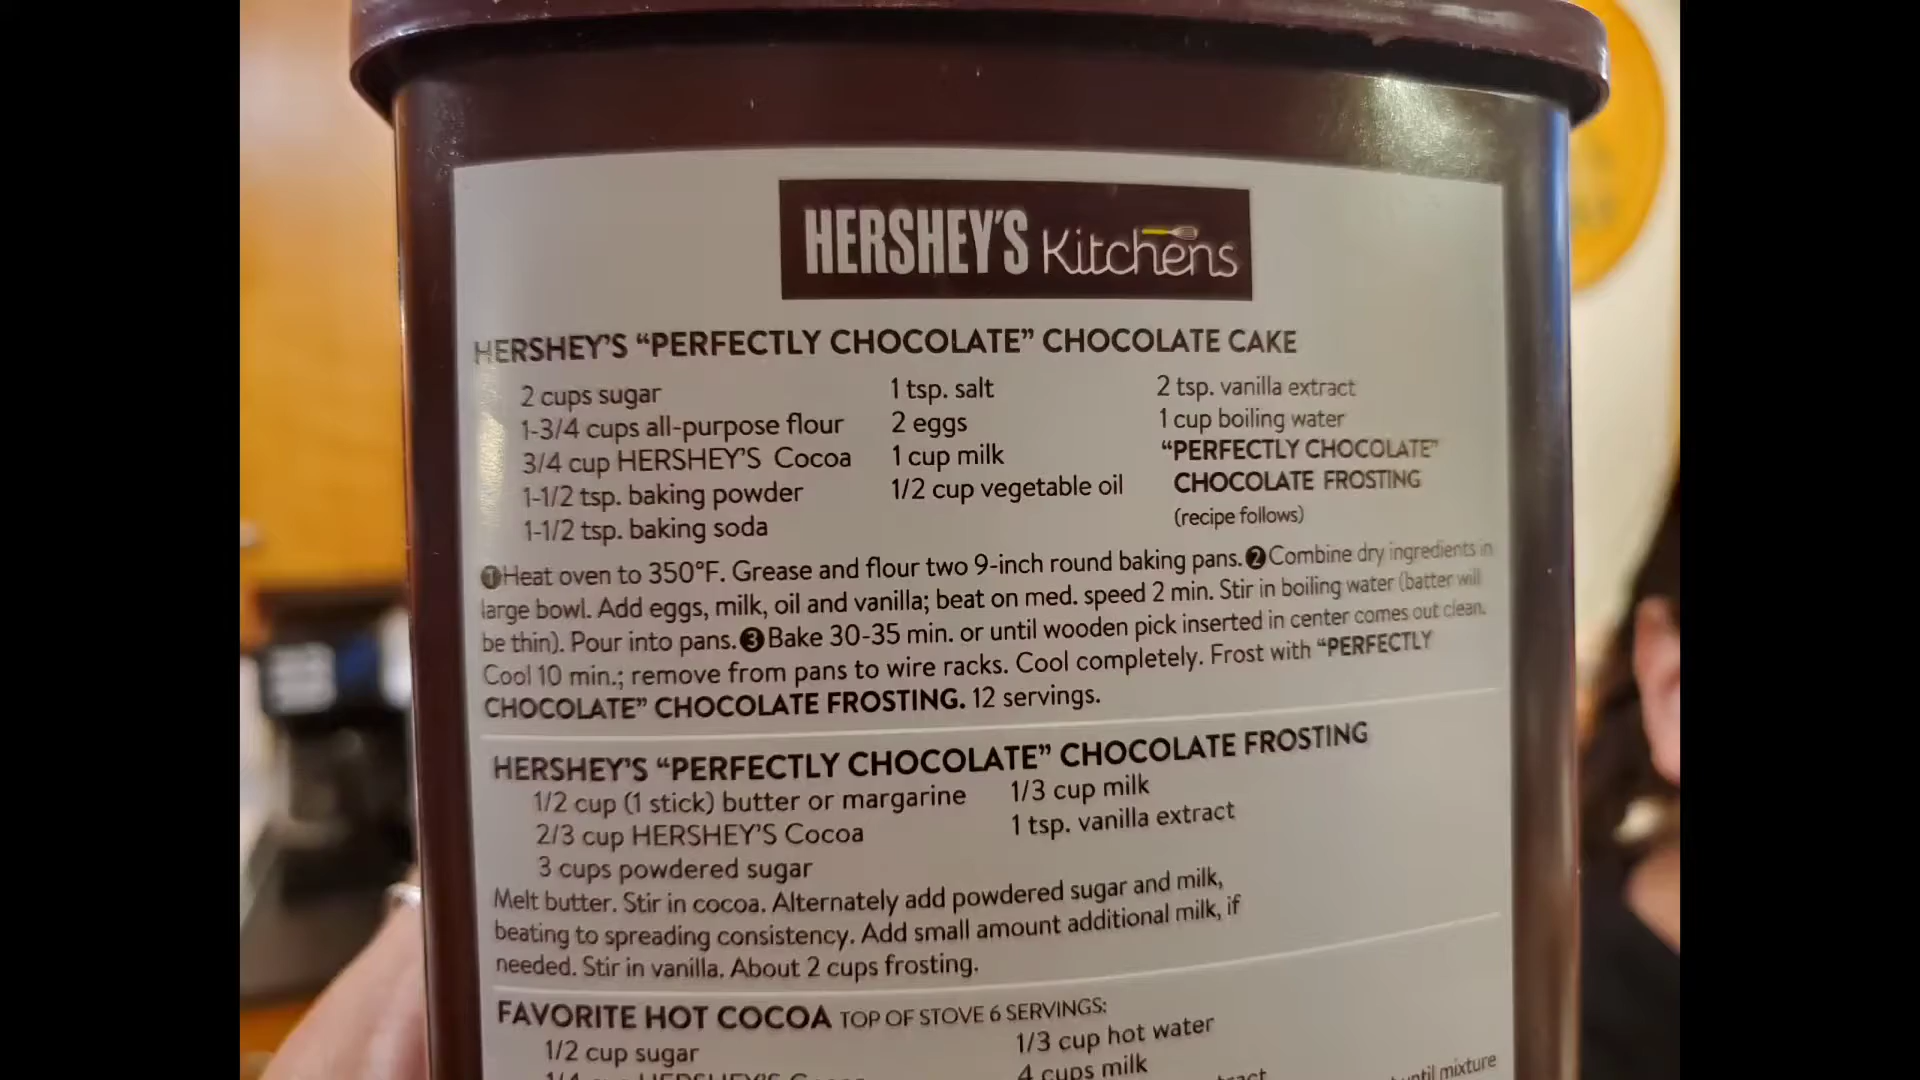 HERSHEY'S Kitchens
HERSHEY'S “PERFECTLY CHOCOLATE” CHOCOLATE CAKE
2 cups sugar
1-3/4 cups all-purpose flour
3/4 cup HERSHEY'S Cocoa
1-1/2 tsp. baking powder
1-1/2 tsp. baking soda
1 tsp. salt
2 eggs
1 cup milk
1/2 cup vegetable oil
2 tsp. vanilla extract
1 cup boiling water
“PERFECTLY CHOCOLATE”
CHOCOLATE FROSTING
(recipe follows)
❶Heat oven to 350°F. Grease and flour two 9-inch round baking pans.❷Combine dry ingredients in
large bowl. Add eggs, milk, oil and vanilla; beat on med. speed 2 min. Stir in boiling water (batter will
be thin). Pour into pans.❸Bake 30-35 min. or until wooden pick inserted in center comes out clean.
Cool 10 min.; remove from pans to wire racks. Cool completely. Frost with “PERFECTLY
CHOCOLATE” CHOCOLATE FROSTING. 12 servings.
HERSHEY'S “PERFECTLY CHOCOLATE” CHOCOLATE FROSTING
1/2 cup (1 stick) butter or margarine
2/3 cup HERSHEY'S Cocoa
3 cups powdered sugar
1/3 cup milk
1 tsp. vanilla extract
Melt butter. Stir in cocoa. Alternately add powdered sugar and milk,
beating to spreading consistency. Add small amount additional milk, if
needed. Stir in vanilla. About 2 cups frosting.
FAVORITE HOT COCOA TOP OF STOVE 6 SERVINGS:
1/2 cup sugar
1/3 cup hot water
4 cups milk
until mixture